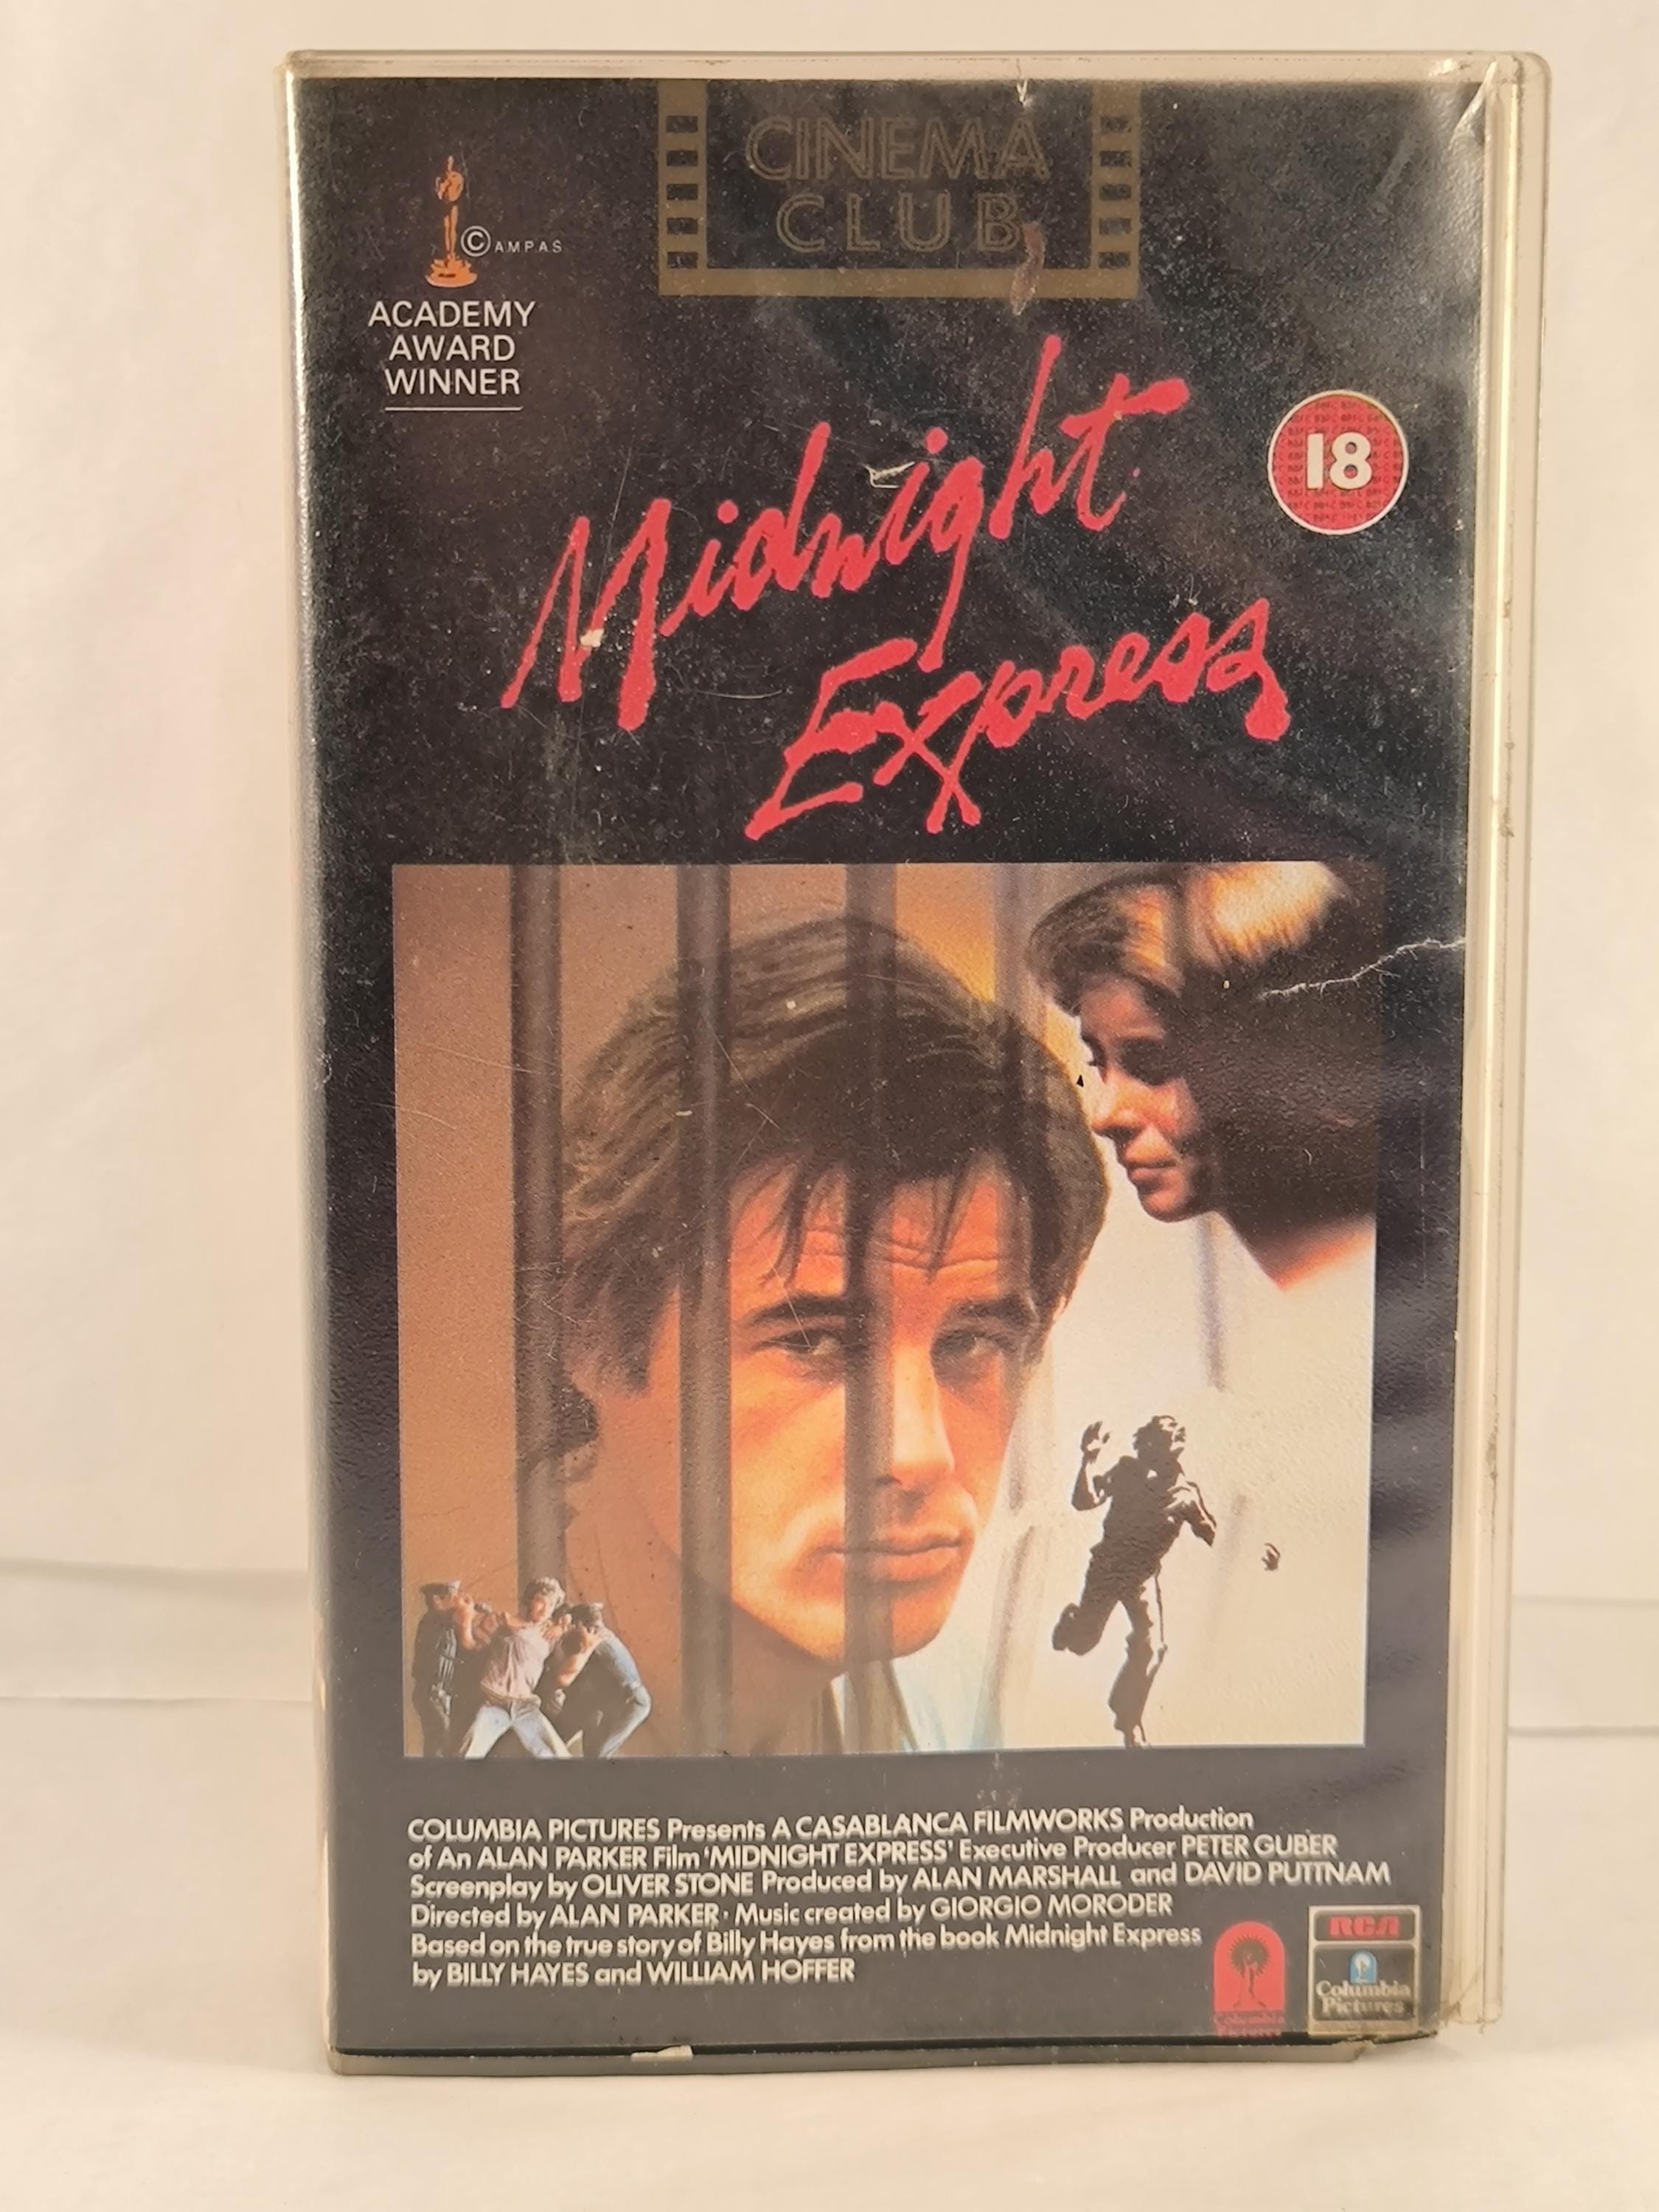 CINEMA
CLUB
© AMPAS
ACADEMY
AWARD
WINNER
18
Midnight
Express
COLUMBIA PICTURES Presents A CASABLANCA FILMWORKS Production
of An ALAN PARKER Film 'MIDNIGHT EXPRESS' Executive Producer PETER GUBER
Screenplay by OLIVER STONE Produced by ALAN MARSHALL and DAVID PUTTNAM
Directed by ALAN PARKER · Music created by GIORGIO MORODER
Based on the true story of Billy Hayes from the book Midnight Express
by BILLY HAYES and WILLIAM HOFFER
Columbia
RCA
Columbia
Pictures